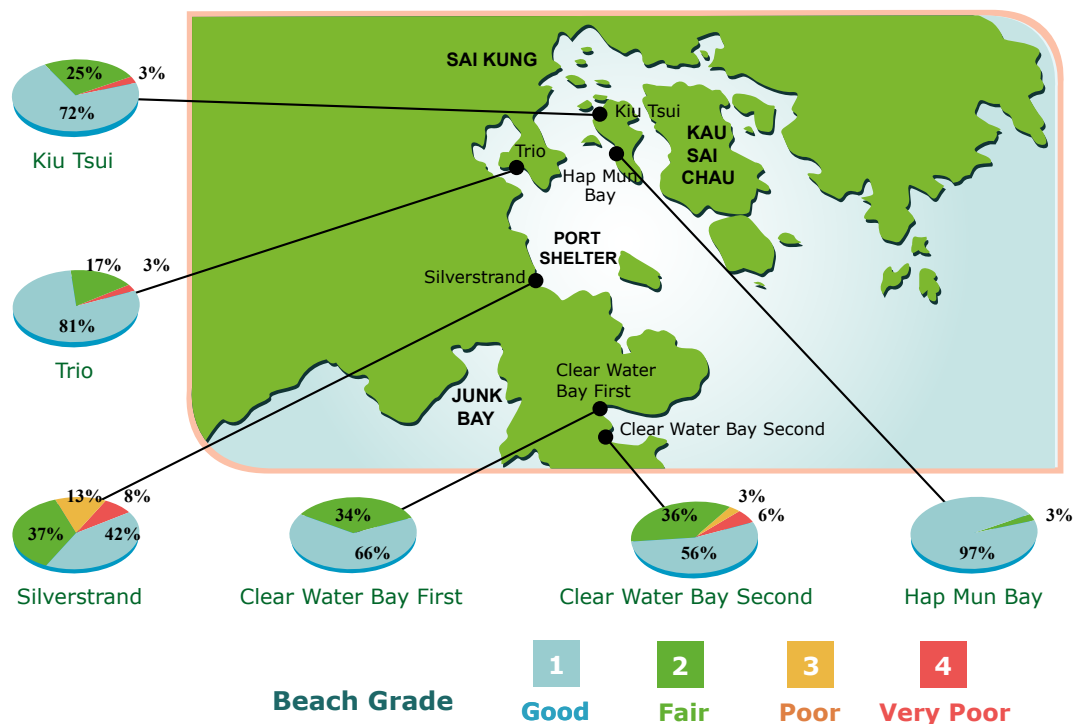 SAI KUNG
25%
3%
72%
Kiu Tsui
Kiu Tsui
KAU
SAI
CHAU
Trio
Hap Mun
Bay
17%
3%
81%
Trio
PORT
SHELTER
Silverstrand
Clear Water
Bay First
JUNK
BAY
Clear Water Bay Second
13%
8%
37%
42%
Silverstrand
34%
66%
Clear Water Bay First
3%
36%
6%
56%
Clear Water Bay Second
3%
97%
Hap Mun Bay
1
2
3
4
Beach Grade
Good
Fair
Poor
Very Poor